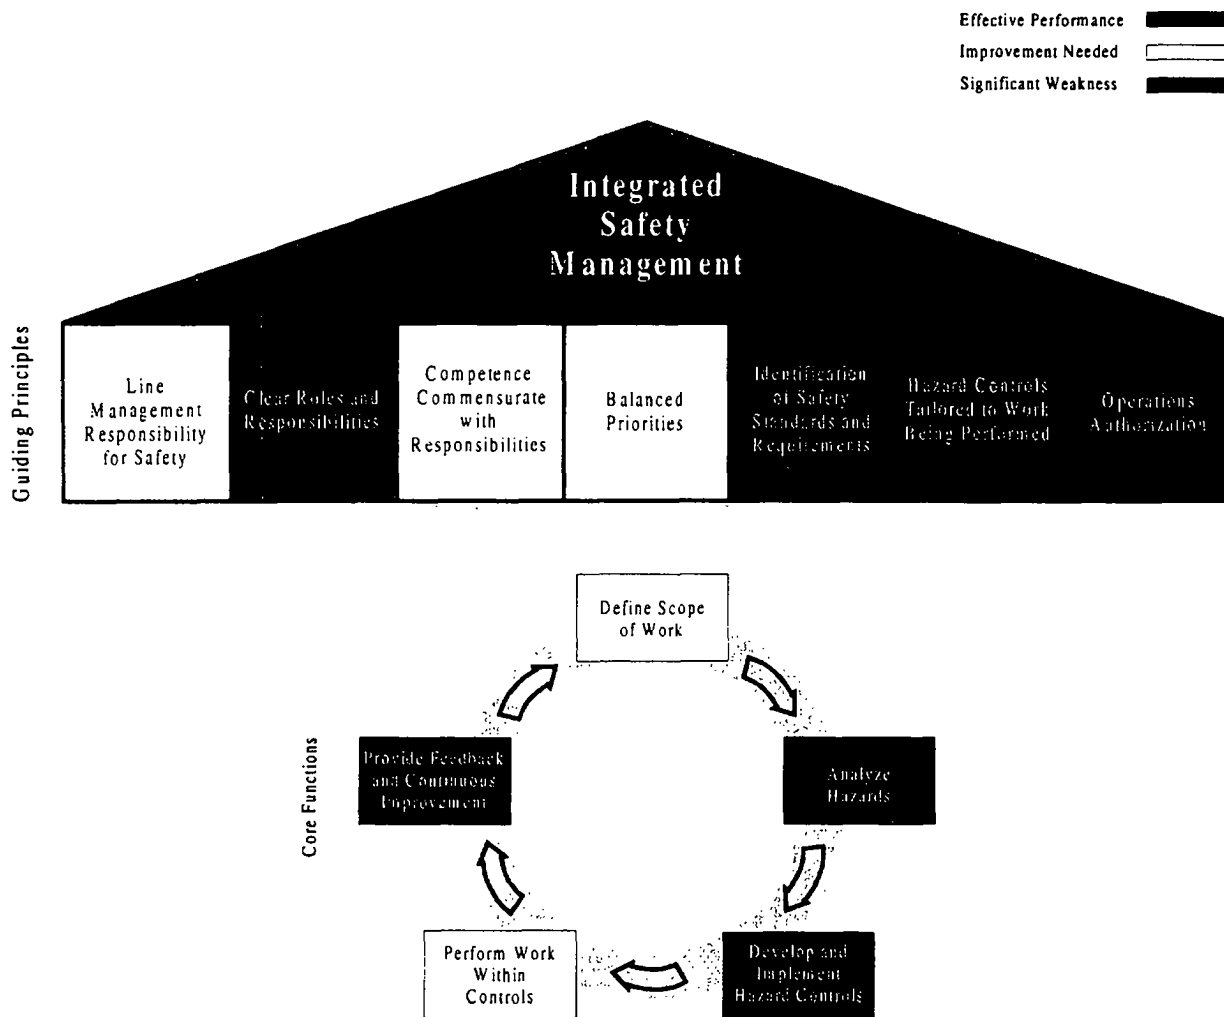 Effective Performance
Improvement Needed
Significant Weakness
Integrated
Safety
Management
Guiding Principles
Line
Management
Responsibility
for Safety
Clear Roles and
Responsibilities
Competence
Commensurate
with
Responsibilities
Balanced
Priorities
Identification
of Safety
Standards and
Requirements
Hazard Controls
Tailored to Work
Being Performed
Operations
Authorization
Define Scope
of Work
Core Functions
Provide Feedback
and Continuous
Improvement
Analyze
Hazards
Perform Work
Within
Controls
Develop and
Implement
Hazard Controls